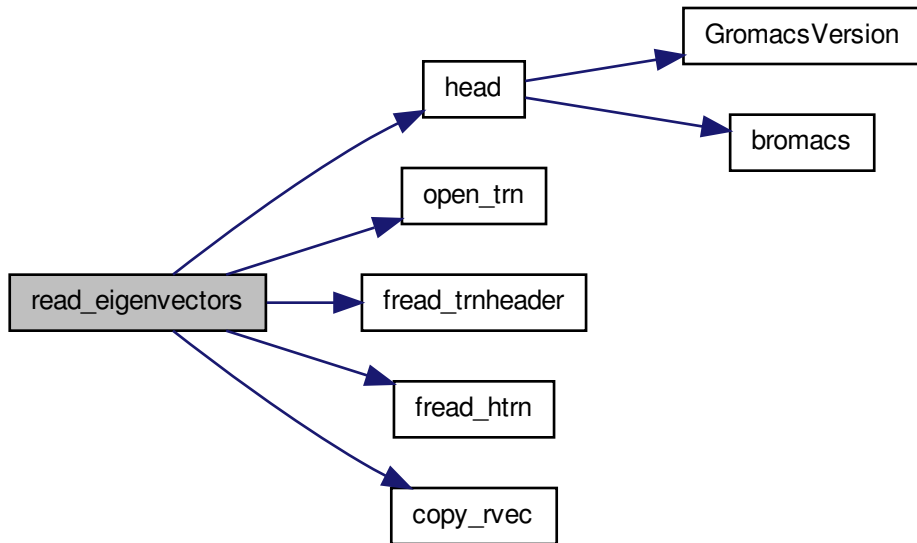 GromacsVersion
head
bromacs
open_trn
read_eigenvectors
fread_trnheader
fread_htrn
copy_rvec